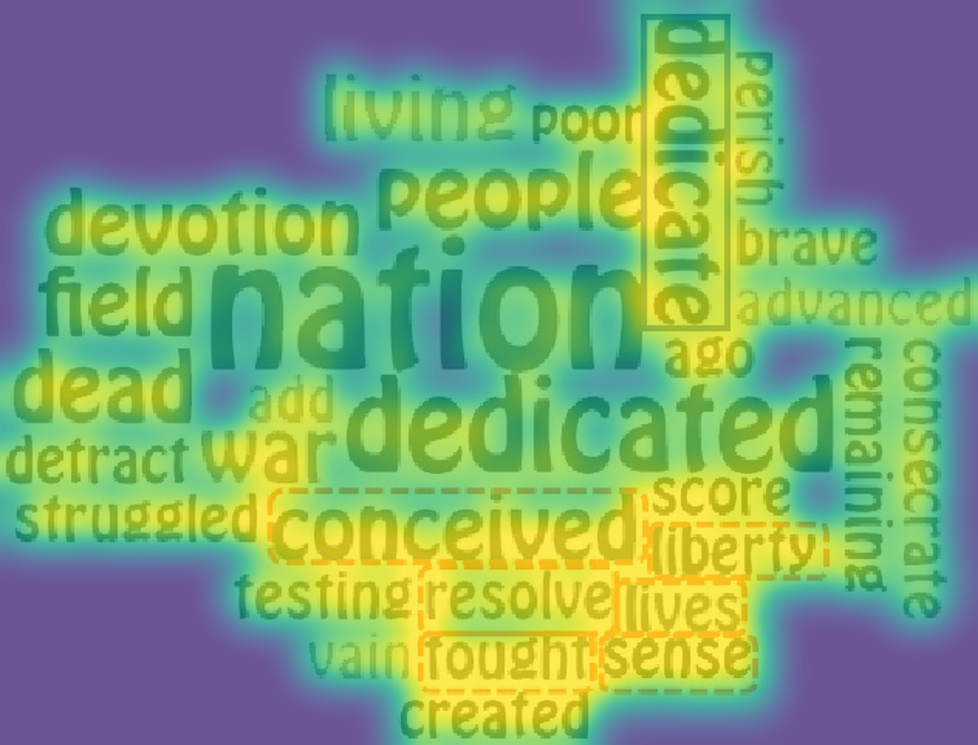 living
poor
dedicate
perish
people
devotion
brave
field
nation
advanced
ago
dead
add
dedicated
remaining
consecrate
detract
war
struggled
conceived
score
liberty
testing
resolve
lives
vain
fought
sense
created